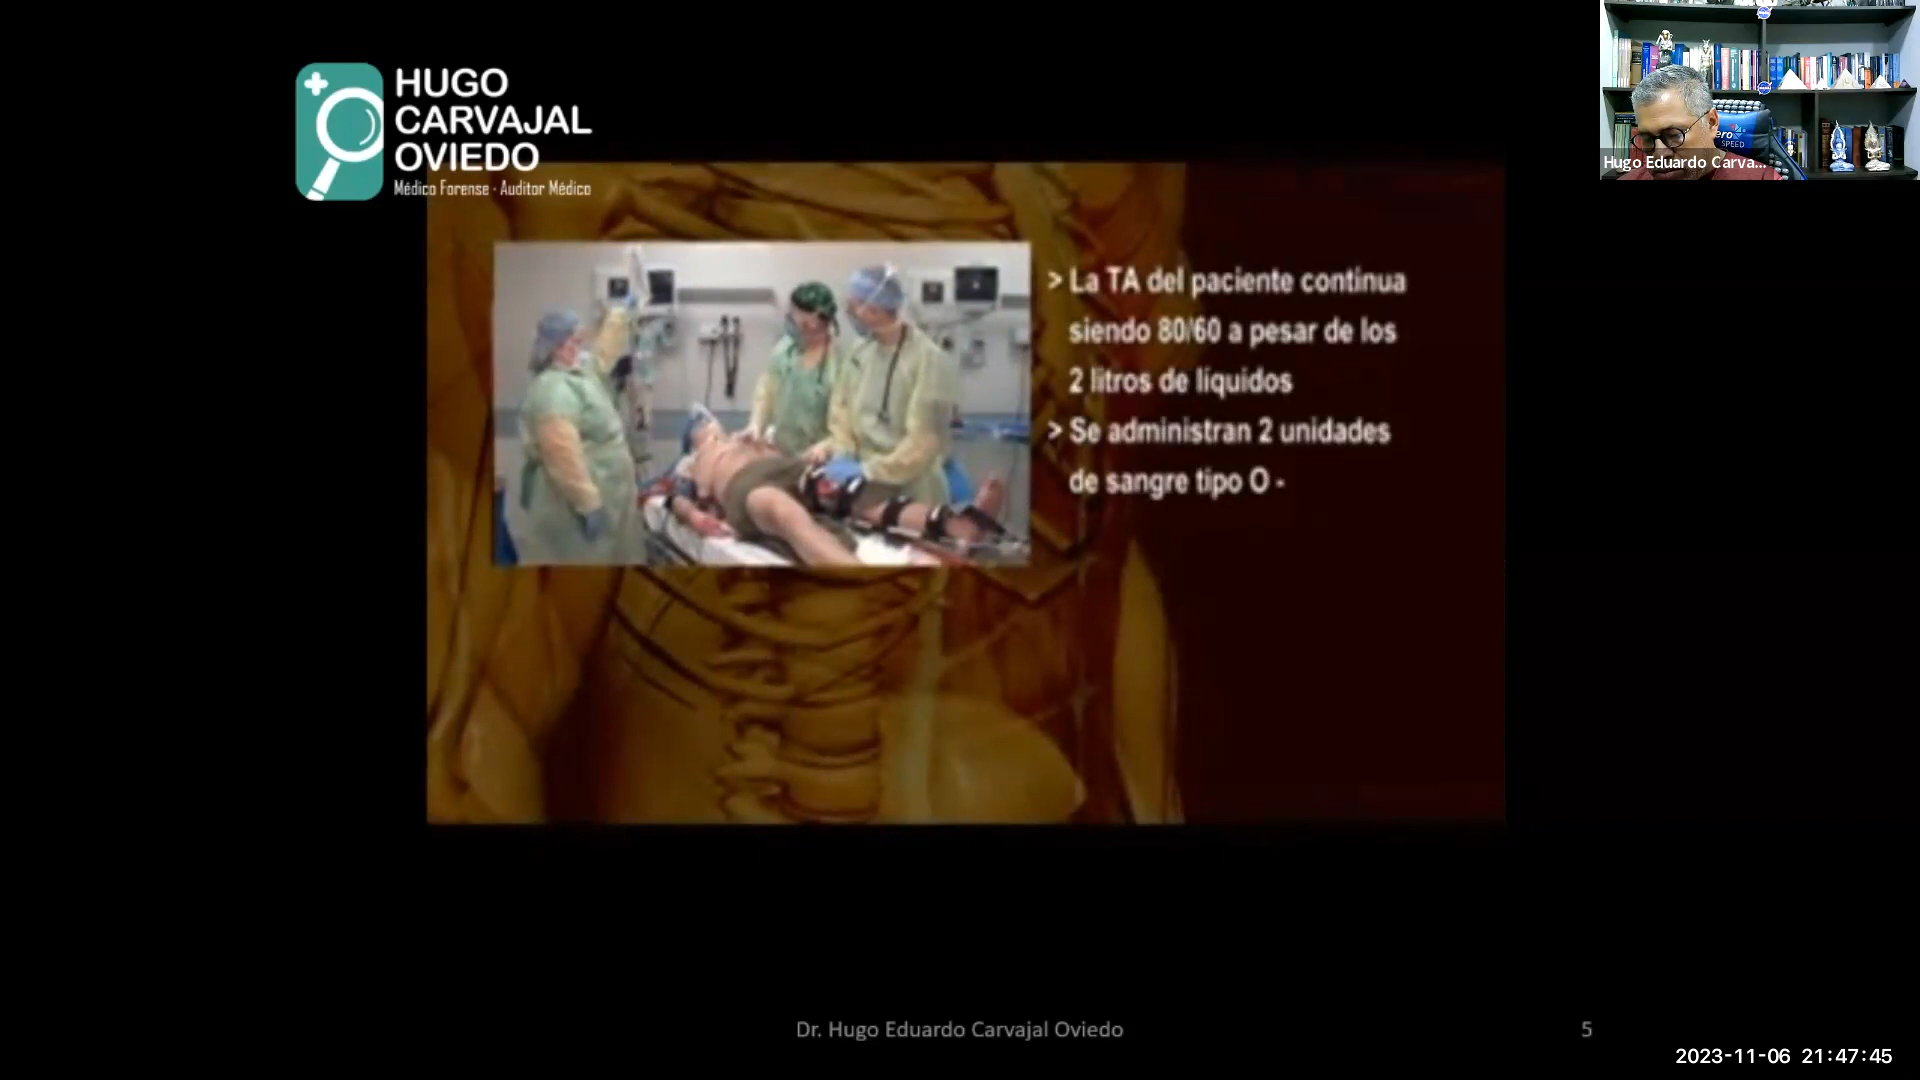 HUGO
CARVAJAL
OVIEDO
Médico Forense - Auditor Médico
> La TA del paciente continua
siendo 80/60 a pesar de los
2 litros de líquidos
> Se administran 2 unidades
de sangre tipo O -
SPEED
Hugo Eduardo Carva...
Dr. Hugo Eduardo Carvajal Oviedo
5
2023-11-06 21:47:45